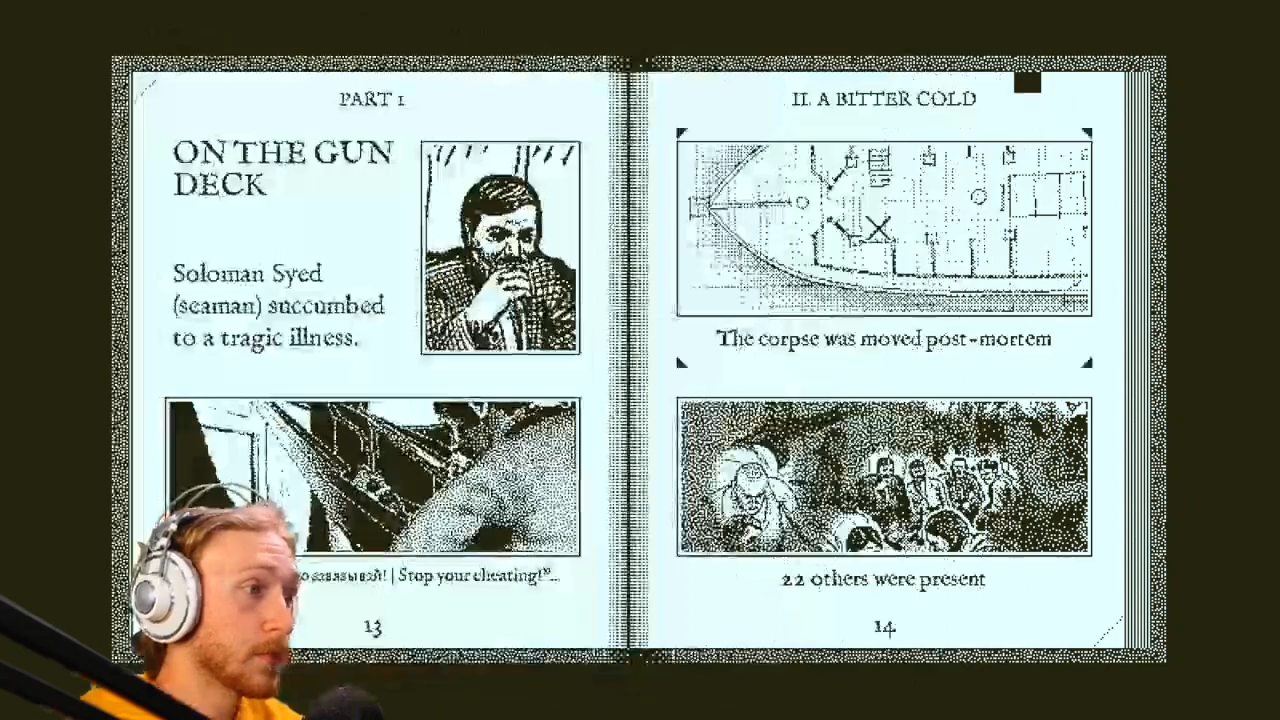 PART 1
ON THE GUN
DECK
Soloman Syed
(seaman) succumbed
to a tragic illness.
| Stop your cheating!"...
13
II. A BITTER COLD
The corpse was moved post-mortem
22 others were present
14